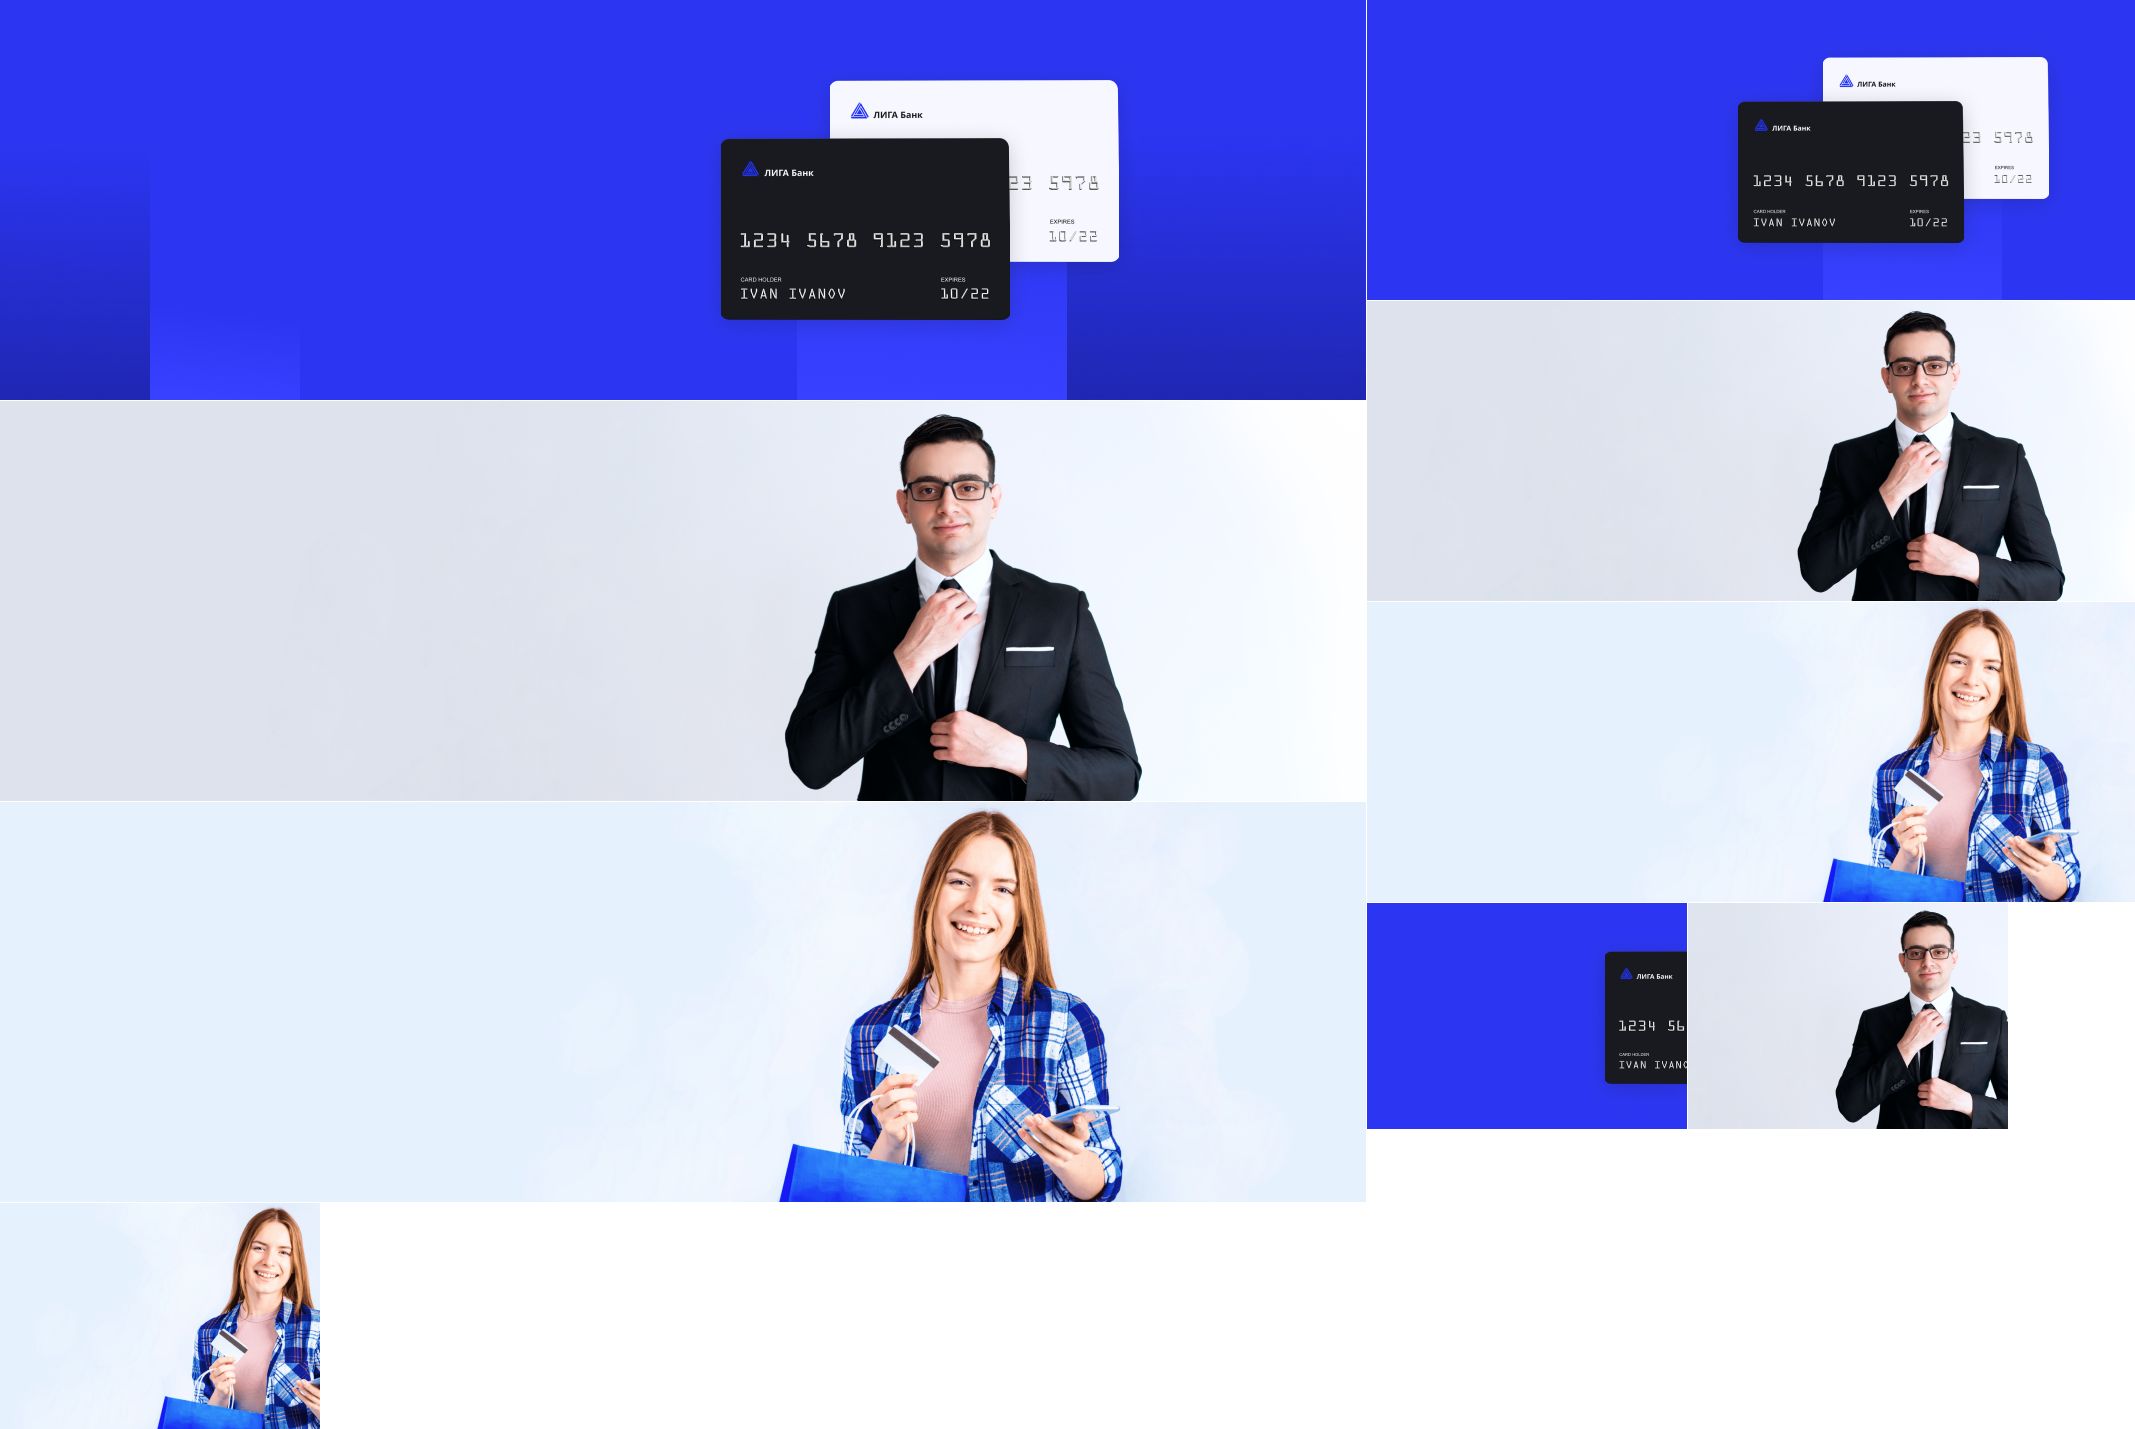 ЛИГА Банк
23 5978
EXPIRES
10/22
ЛИГА Банк
1234 5678 9123 5978
CARD HOLDER
EXPIRES
IVAN IVANOV
10/22
ЛИГА Банк
23 5978
EXPIRES
10/22
ЛИГА Банк
1234 5678 9123 5978
CARD HOLDER
EXPIRES
IVAN IVANOV
10/22
ЛИГА Банк
1234 56
CARD HOLDER
IVAN IVANO